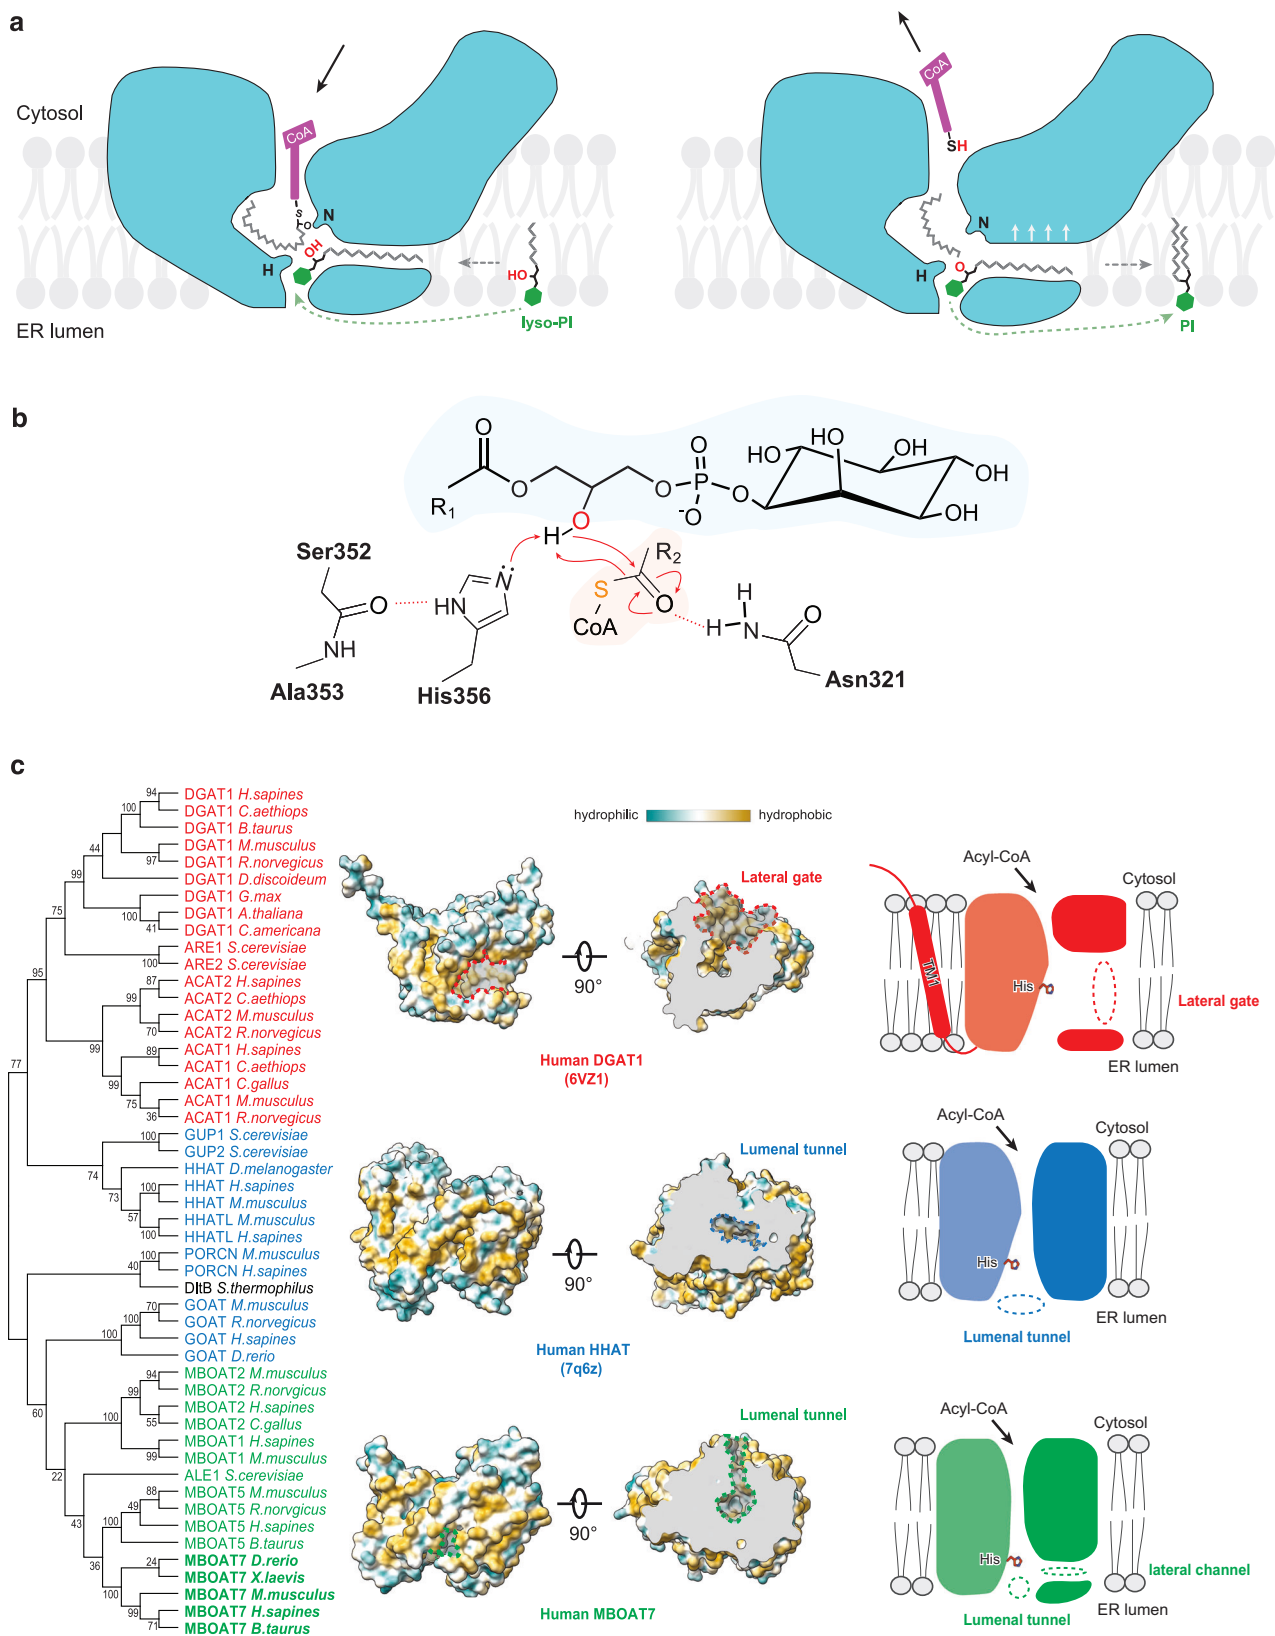 a
Cytosol
CoA
S
O
N
OH
H
HO
lyso-PI
ER lumen
CoA
SH
N
H
O
PI
b
O
R1
O
O
P
O
-O
O
HO
HO
OH
OH
OH
H
O
Ser352
O
HN
N
NH
Ala353
His356
R2
S
O
CoA
H
H
N
O
Asn321
c
94
DGAT1 H.sapines
100
DGAT1 C.aethiops
DGAT1 B.taurus
44
DGAT1 M.musculus
97
DGAT1 R.norvegicus
99
DGAT1 D.discoideum
75
DGAT1 G.max
100
DGAT1 A.thaliana
41
DGAT1 C.americana
ARE1 S.cerevisiae
100
ARE2 S.cerevisiae
95
87
ACAT2 H.sapines
99
ACAT2 C.aethiops
ACAT2 M.musculus
70
ACAT2 R.norvegicus
99
89
ACAT1 H.sapines
ACAT1 C.aethiops
99
ACAT1 C.gallus
75
ACAT1 M.musculus
36
ACAT1 R.norvegicus
77
100
GUP1 S.cerevisiae
GUP2 S.cerevisiae
74
HHAT D.melanogaster
73
100
HHAT H.sapines
HHAT M.musculus
57
HHATL M.musculus
100
HHATL H.sapines
100
PORCN M.musculus
40
PORCN H.sapines
DltB S.thermophilus
70
GOAT M.musculus
100
GOAT R.norvegicus
100
GOAT H.sapines
GOAT D.rerio
60
94
MBOAT2 M.musculus
99
MBOAT2 R.norvgicus
MBOAT2 H.sapines
100
55
MBOAT2 C.gallus
MBOAT1 H.sapines
99
MBOAT1 M.musculus
22
ALE1 S.cerevisiae
88
MBOAT5 M.musculus
49
MBOAT5 R.norvgicus
43
100
MBOAT5 H.sapines
MBOAT5 B.taurus
36
24
MBOAT7 D.rerio
MBOAT7 X.laevis
100
MBOAT7 M.musculus
99
MBOAT7 H.sapines
71
MBOAT7 B.taurus
hydrophilic
hydrophobic
Lateral gate
90°
Human DGAT1
(6VZ1)
Acyl-CoA
Cytosol
TM1
His
Lateral gate
ER lumen
Lumenal tunnel
90°
Human HHAT
(7q6z)
Acyl-CoA
Cytosol
His
ER lumen
Lumenal tunnel
Lumenal tunnel
90°
Human MBOAT7
Acyl-CoA
Cytosol
His
lateral channel
ER lumen
Lumenal tunnel